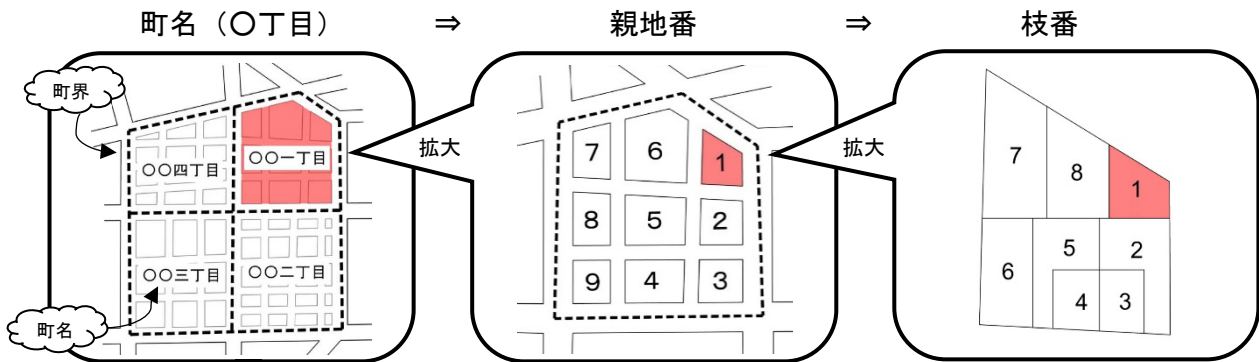 町名（〇丁目）　⇒　親地番　⇒　枝番
町界
〇〇四丁目
〇〇一丁目
〇〇三丁目
〇〇二丁目
町名
拡大
7 6 1
8 5 2
9 4 3
拡大
7 8 1
6 5 2
4 3